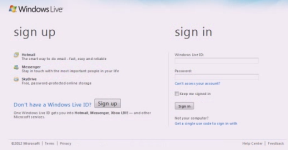 Windows Live™
sign up
Hotmail
The smart way to do email - fast, easy and reliable
Messenger
Stay in touch with the most important people in your life
SkyDrive
Free, password-protected online storage
Don't have a Windows Live ID? Sign up
One Windows Live ID gets you into Hotmail, Messenger, Xbox LIVE — and other
Microsoft services.
sign in
Windows Live ID:
Password:
Can't access your account?
Keep me signed in
Sign in
Not your computer?
Get a single use code to sign in with
Microsoft | Terms | Privacy
Help Center | Feedback